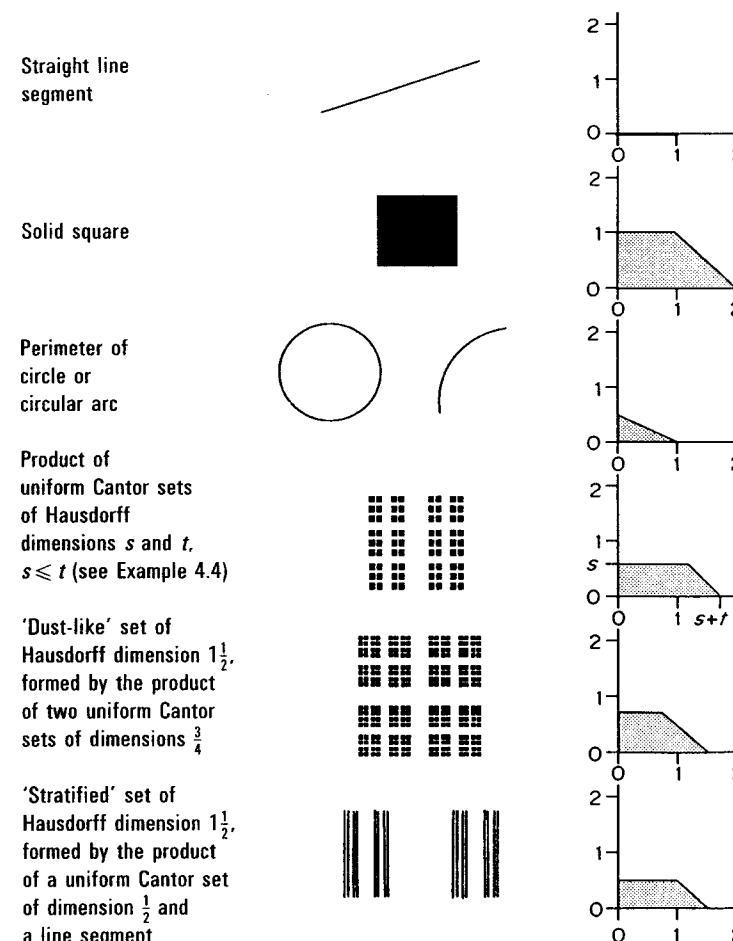 Straight line
segment
2
1
0
0 1 2
Solid square
2
1
0
0 1 2
Perimeter of
circle or
circular arc
2
1
0
0 1 2
Product of
uniform Cantor sets
of Hausdorff
dimensions s and t,
s ⩽ t (see Example 4.4)
2
1
s
0
0 1 s+t
'Dust-like' set of
Hausdorff dimension 1½,
formed by the product
of two uniform Cantor
sets of dimensions ¾
2
1
0
0 1 2
'Stratified' set of
Hausdorff dimension 1½,
formed by the product
of a uniform Cantor set
of dimension ½ and
a line segment
2
1
0
0 1 2